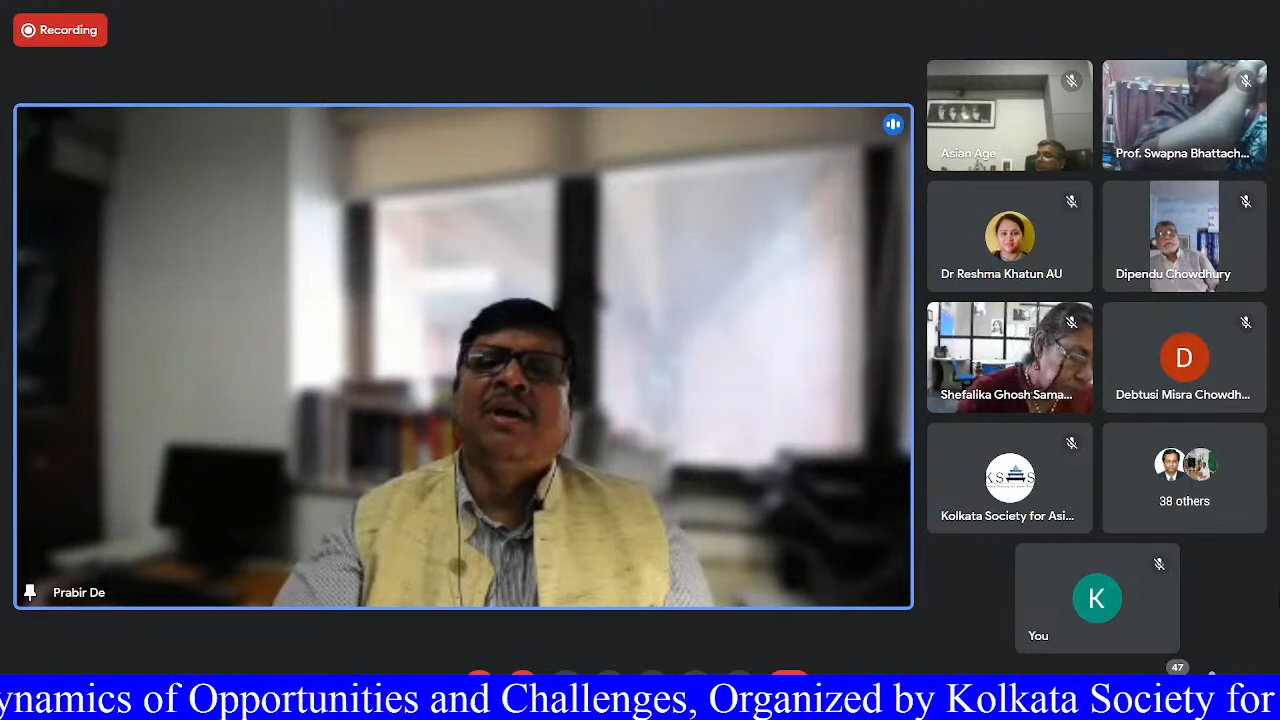 Recording
Asian Age
Prof. Swapna Bhattach...
Dr Reshma Khatun AU
Dipendu Chowdhury
Shefalika Ghosh Sama...
D
Debtusi Misra Chowdh...
Kolkata Society for Asi...
38 others
Prabir De
K
You
47
ynamics of Opportunities and Challenges, Organized by Kolkata Society for